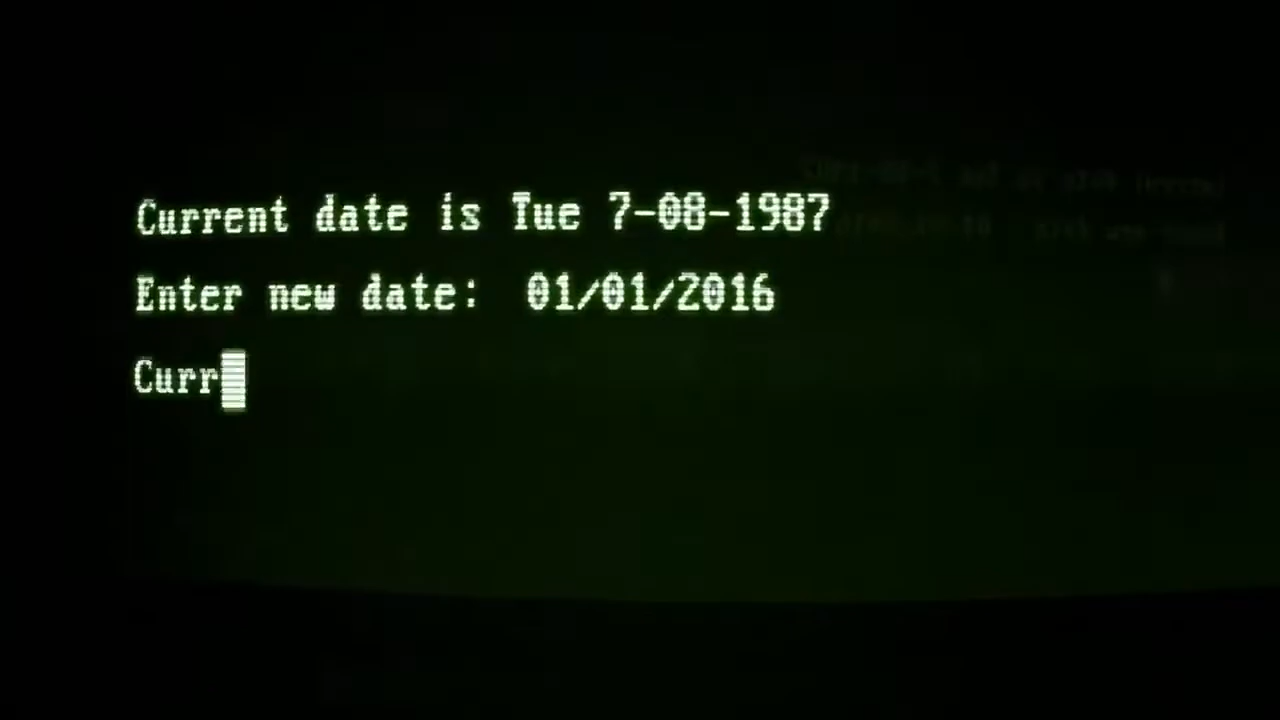 Current date is Tue 7-08-1987
Enter new date: 01/01/2016
Curr